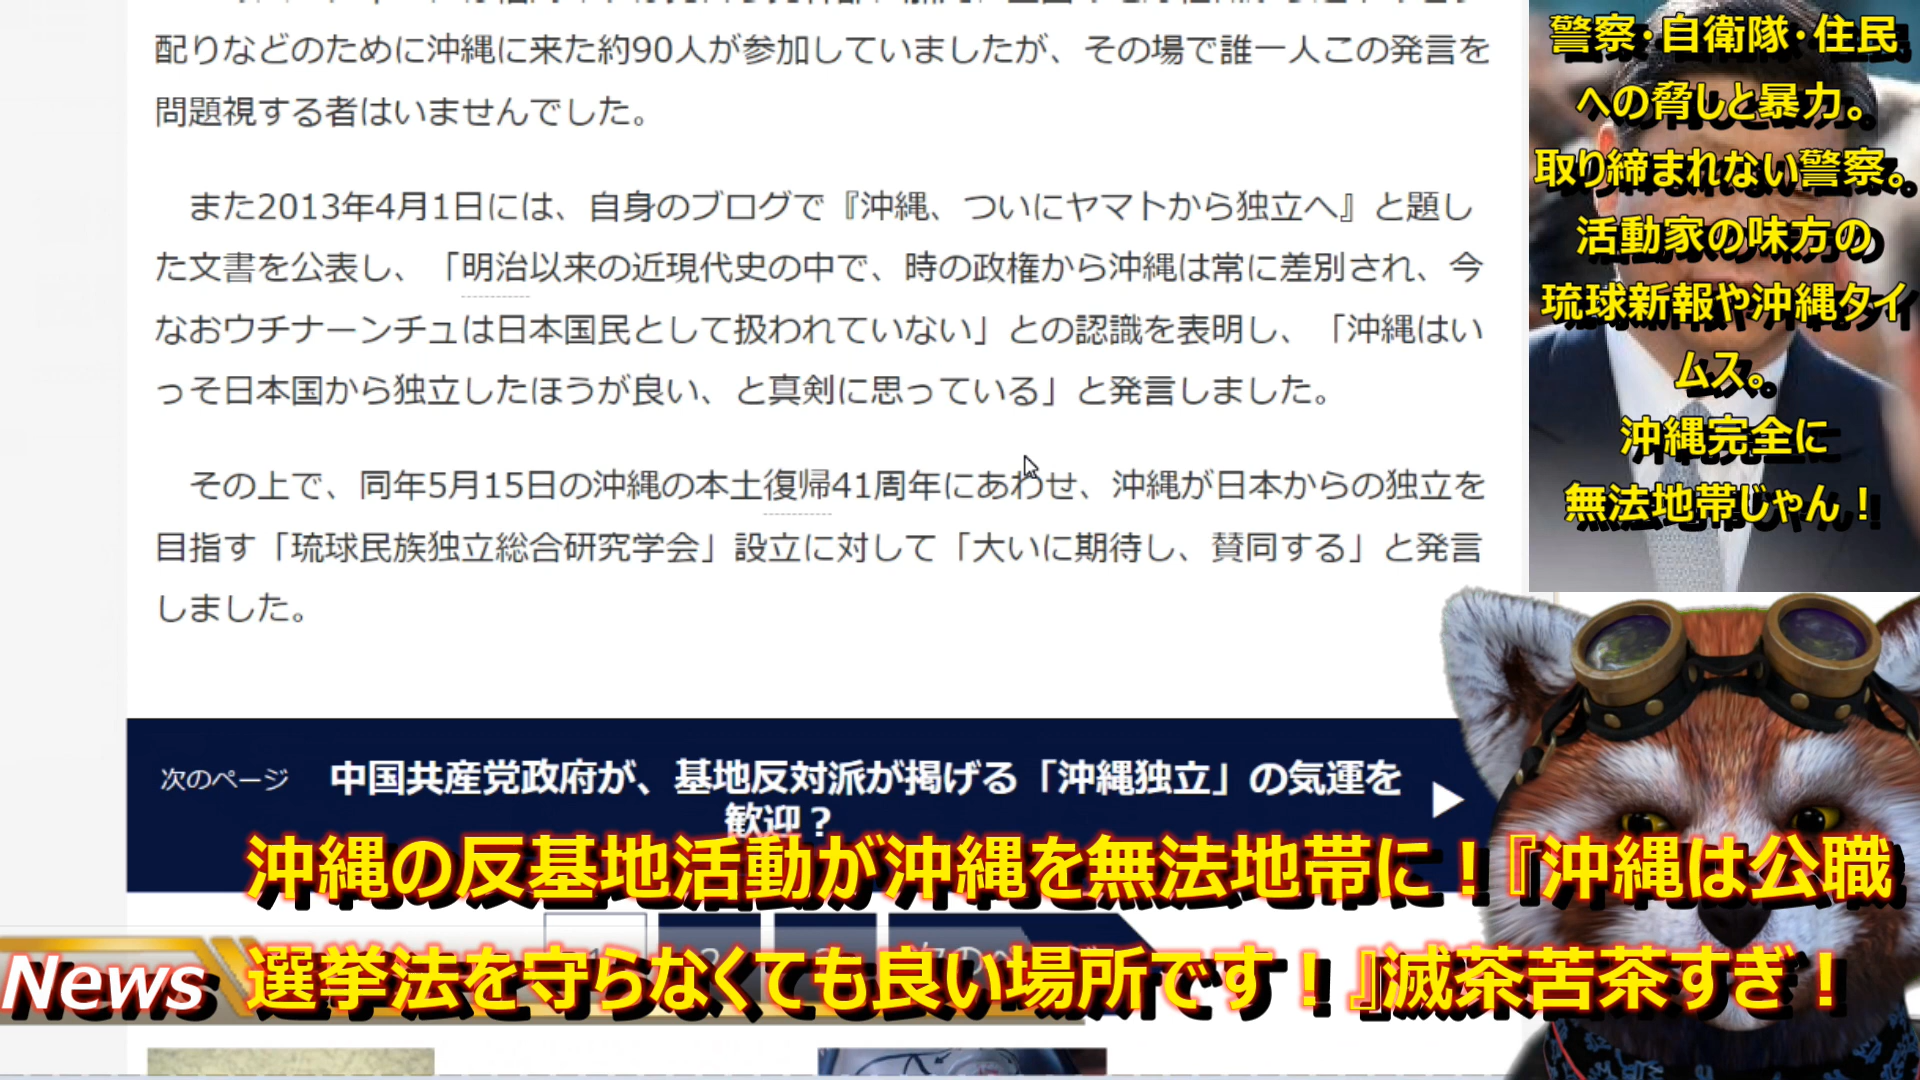 配りなどのために沖縄に来た約90人が参加していましたが、その場で誰一人この発言を
問題視する者はいませんでした。
また2013年4月1日には、自身のブログで『沖縄、ついにヤマトから独立へ』と題し
た文書を公表し、「明治以来の近現代史の中で、時の政権から沖縄は常に差別され、今
なおウチナーンチュは日本国民として扱われていない」との認識を表明し、「沖縄はい
っそ日本国から独立したほうが良い、と真剣に思っている」と発言しました。
その上で、同年5月15日の沖縄の本土復帰41周年にあわせ、沖縄が日本からの独立を
目指す「琉球民族独立総合研究学会」設立に対して「大いに期待し、賛同する」と発言
しました。
次のページ
中国共産党政府が、基地反対派が掲げる「沖縄独立」の気運を
歓迎？
警察・自衛隊・住民
への脅しと暴力。
取り締まれない警察。
活動家の味方の
琉球新報や沖縄タイ
ムス。
沖縄完全に
無法地帯じゃん！
沖縄の反基地活動が沖縄を無法地帯に！『沖縄は公職
選挙法を守らなくても良い場所です！』滅茶苦茶すぎ！
News